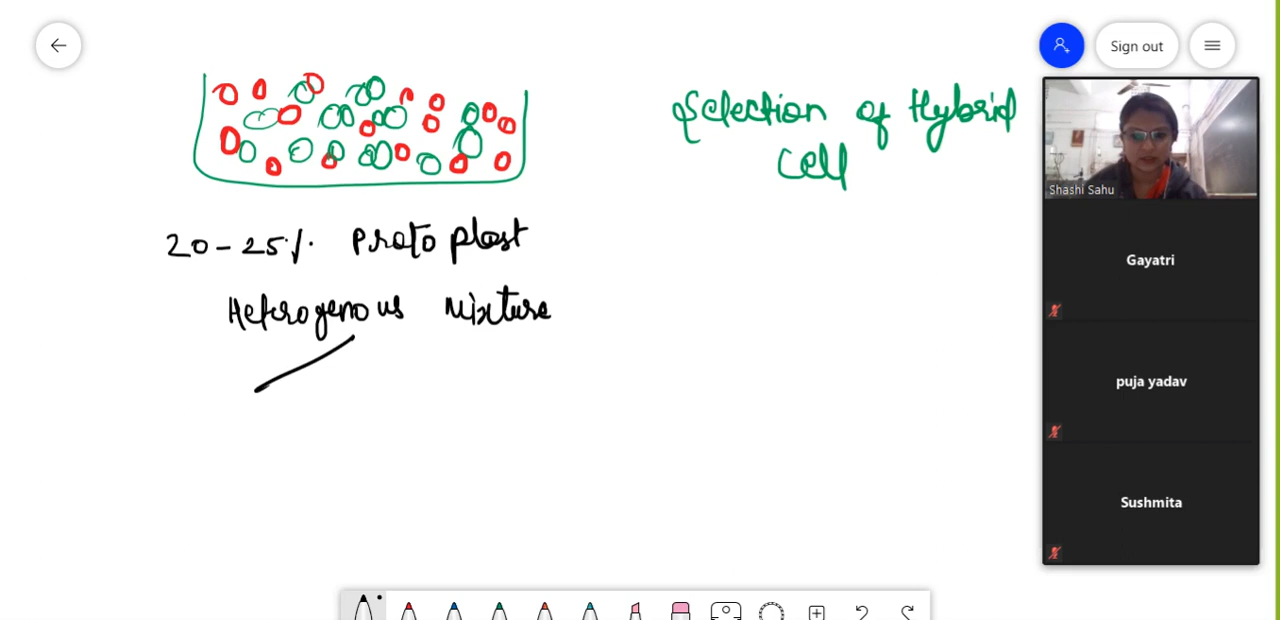 Sign out
Selection of Hybrid
Cell
20-25% Protoplast
Heterogenous Mixture
Shashi Sahu
Gayatri
puja yadav
Sushmita